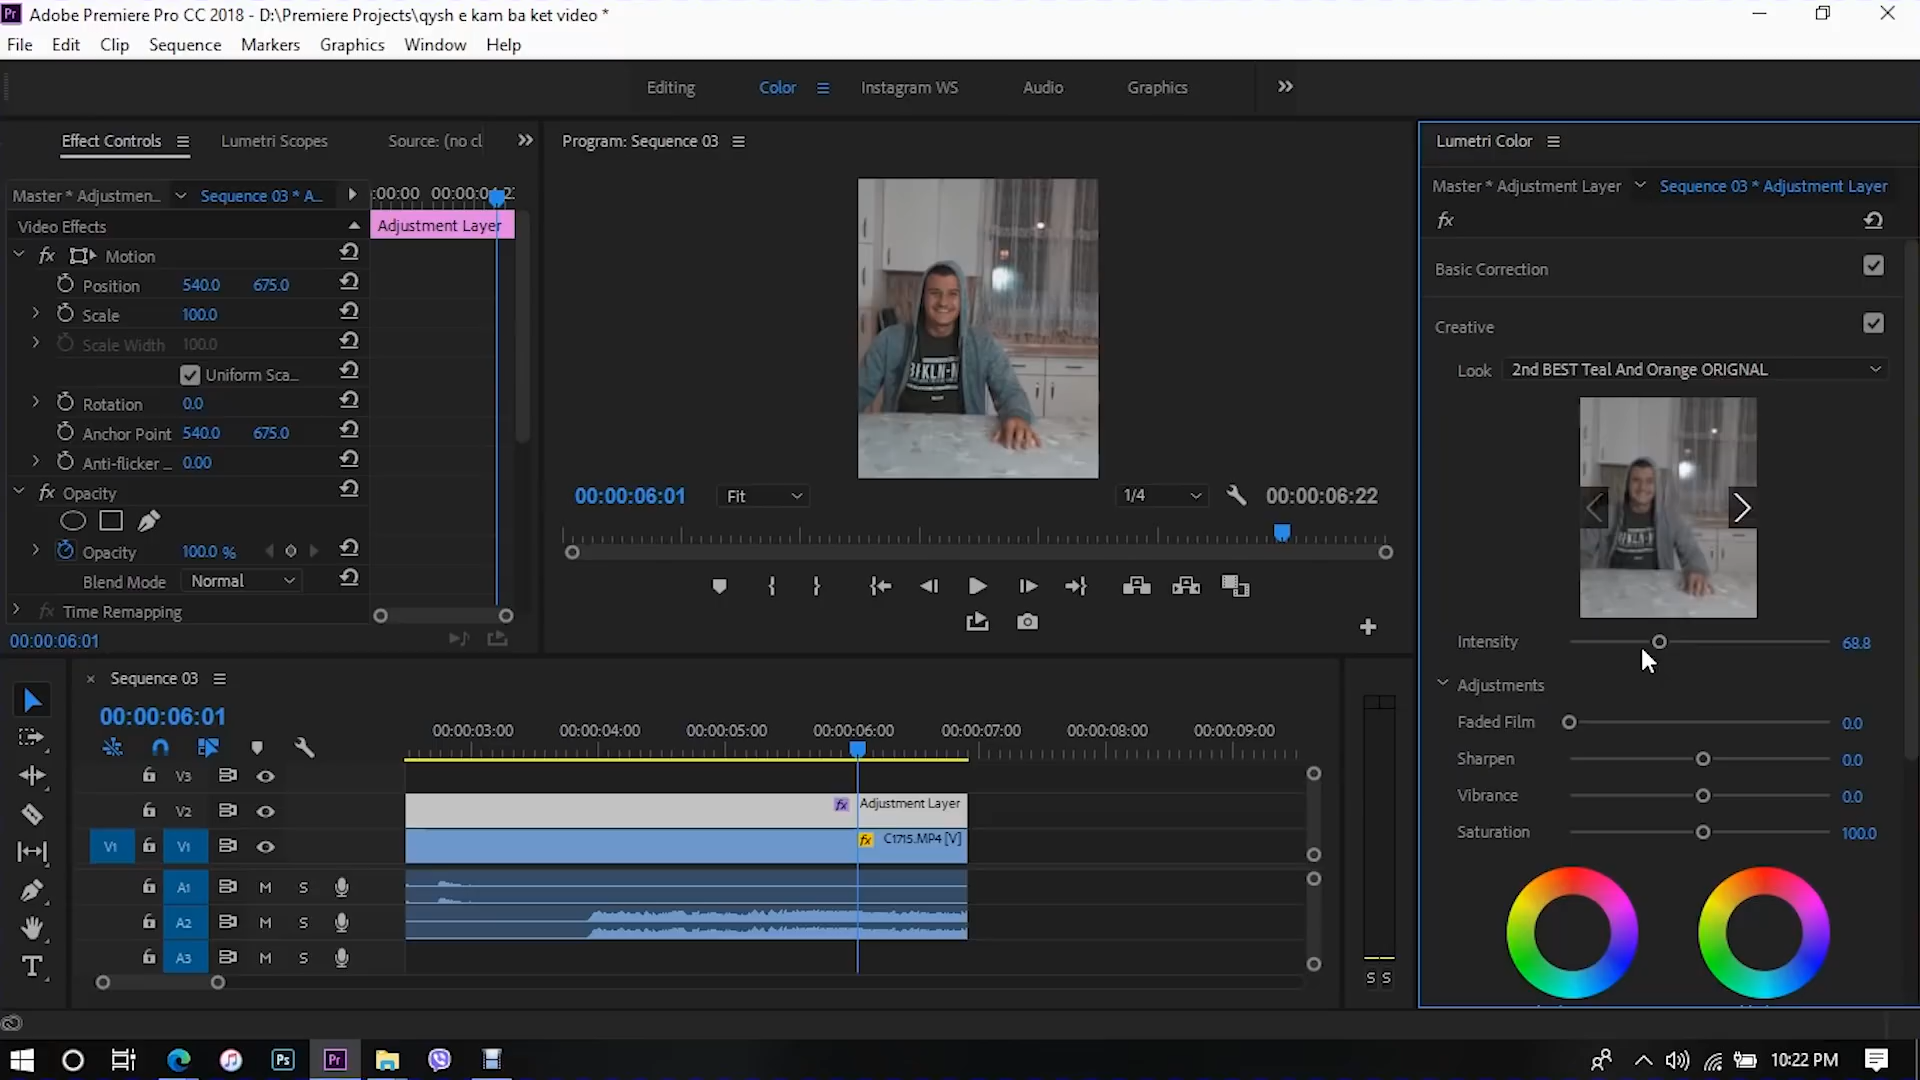 Pr Adobe Premiere Pro CC 2018 - D:\Premiere Projects\qysh e kam ba ket video *
File Edit Clip Sequence Markers Graphics Window Help
Editing Color Instagram WS Audio Graphics
Effect Controls Lumetri Scopes Source: (no cl
Program: Sequence 03
Lumetri Color
Master * Adjustmen... Sequence 03 * A...
:00:00
Adjustment Layer
Video Effects
fx Motion
Position 540.0 675.0
Scale 100.0
Scale Width 100.0
Uniform Sca...
Rotation 0.0
Anchor Point 540.0 675.0
Anti-flicker ... 0.00
fx Opacity
Opacity 100.0 %
Blend Mode Normal
fx Time Remapping
00:00:06:01
00:00:06:01 Fit 1/4 00:00:06:22
Master * Adjustment Layer Sequence 03 * Adjustment Layer
fx
Basic Correction
Creative
Look 2nd BEST Teal And Orange ORIGNAL
Intensity 68.8
Adjustments
Faded Film 0.0
Sharpen 0.0
Vibrance 0.0
Saturation 100.0
× Sequence 03
00:00:06:01
00:00:03:00 00:00:04:00 00:00:05:00 00:00:06:00 00:00:07:00 00:00:08:00 00:00:09:00
V3
V2 fx Adjustment Layer
V1 V1 fx C1715.MP4 [V]
A1 M S
A2 M S
A3 M S
S S
Ps Pr 10:22 PM